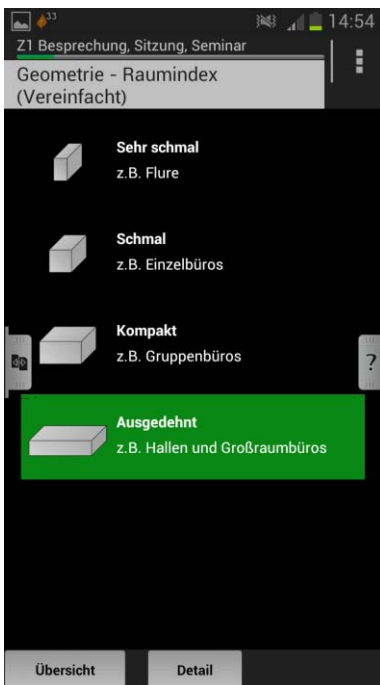 33
14:54
Z1 Besprechung, Sitzung, Seminar
Geometrie - Raumindex
(Vereinfacht)
Sehr schmal
z.B. Flure
Schmal
z.B. Einzelbüros
Kompakt
z.B. Gruppenbüros
?
Ausgedehnt
z.B. Hallen und Großraumbüros
Übersicht
Detail